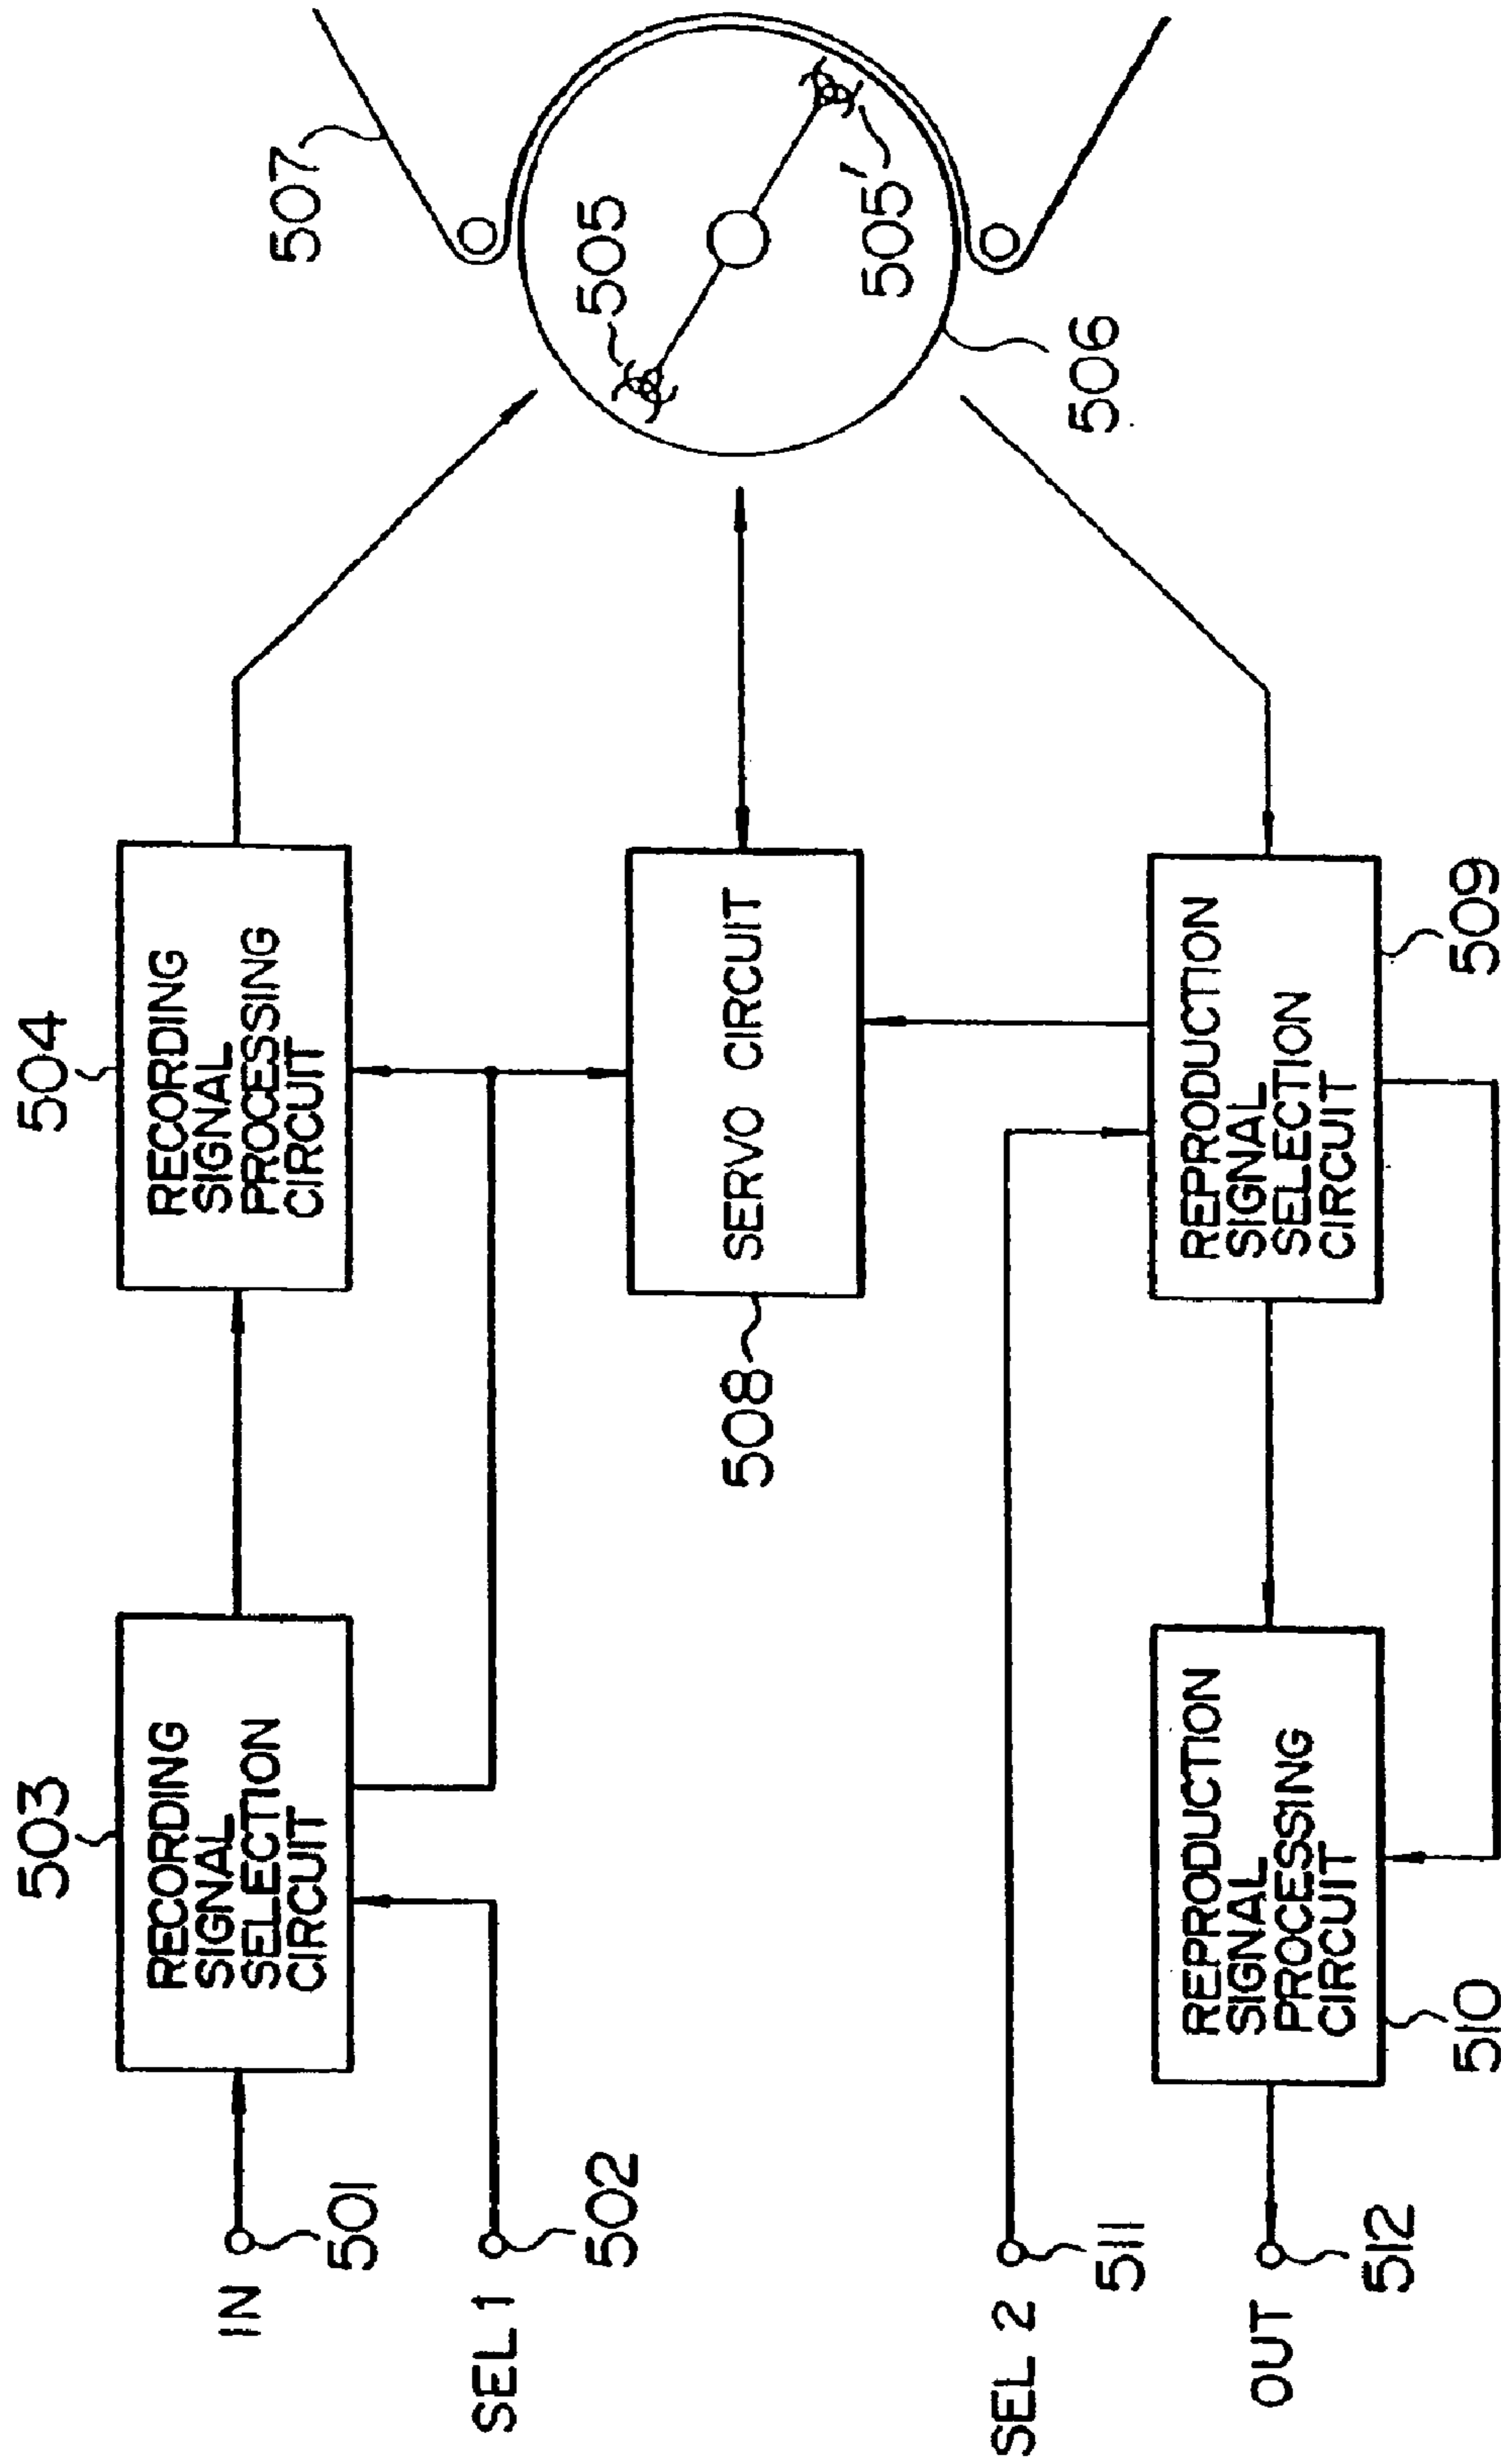 503
504
507
RECORDING
SIGNAL
SELECTION
CIRCUIT
RECORDING
SIGNAL
PROCESSING
CIRCUIT
IN
501
505
SEL 1
502
508
SERVO CIRCUIT
505'
506
SEL 2
511
REPRODUCTION
SIGNAL
PROCESSING
CIRCUIT
REPRODUCTION
SIGNAL
SELECTION
CIRCUIT
OUT
512
510
509